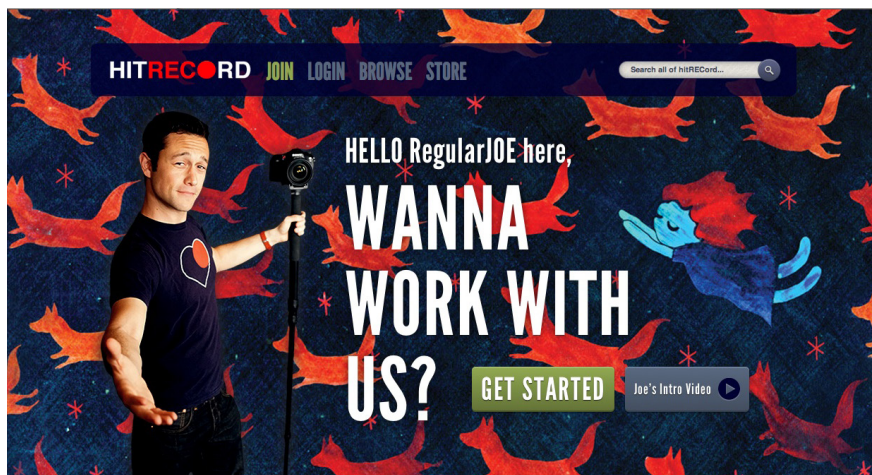 HITRECORD JOIN LOGIN BROWSE STORE Search all of hitRECord...
HELLO RegularJOE here,
WANNA
WORK WITH
US?
GET STARTED Joe's Intro Video